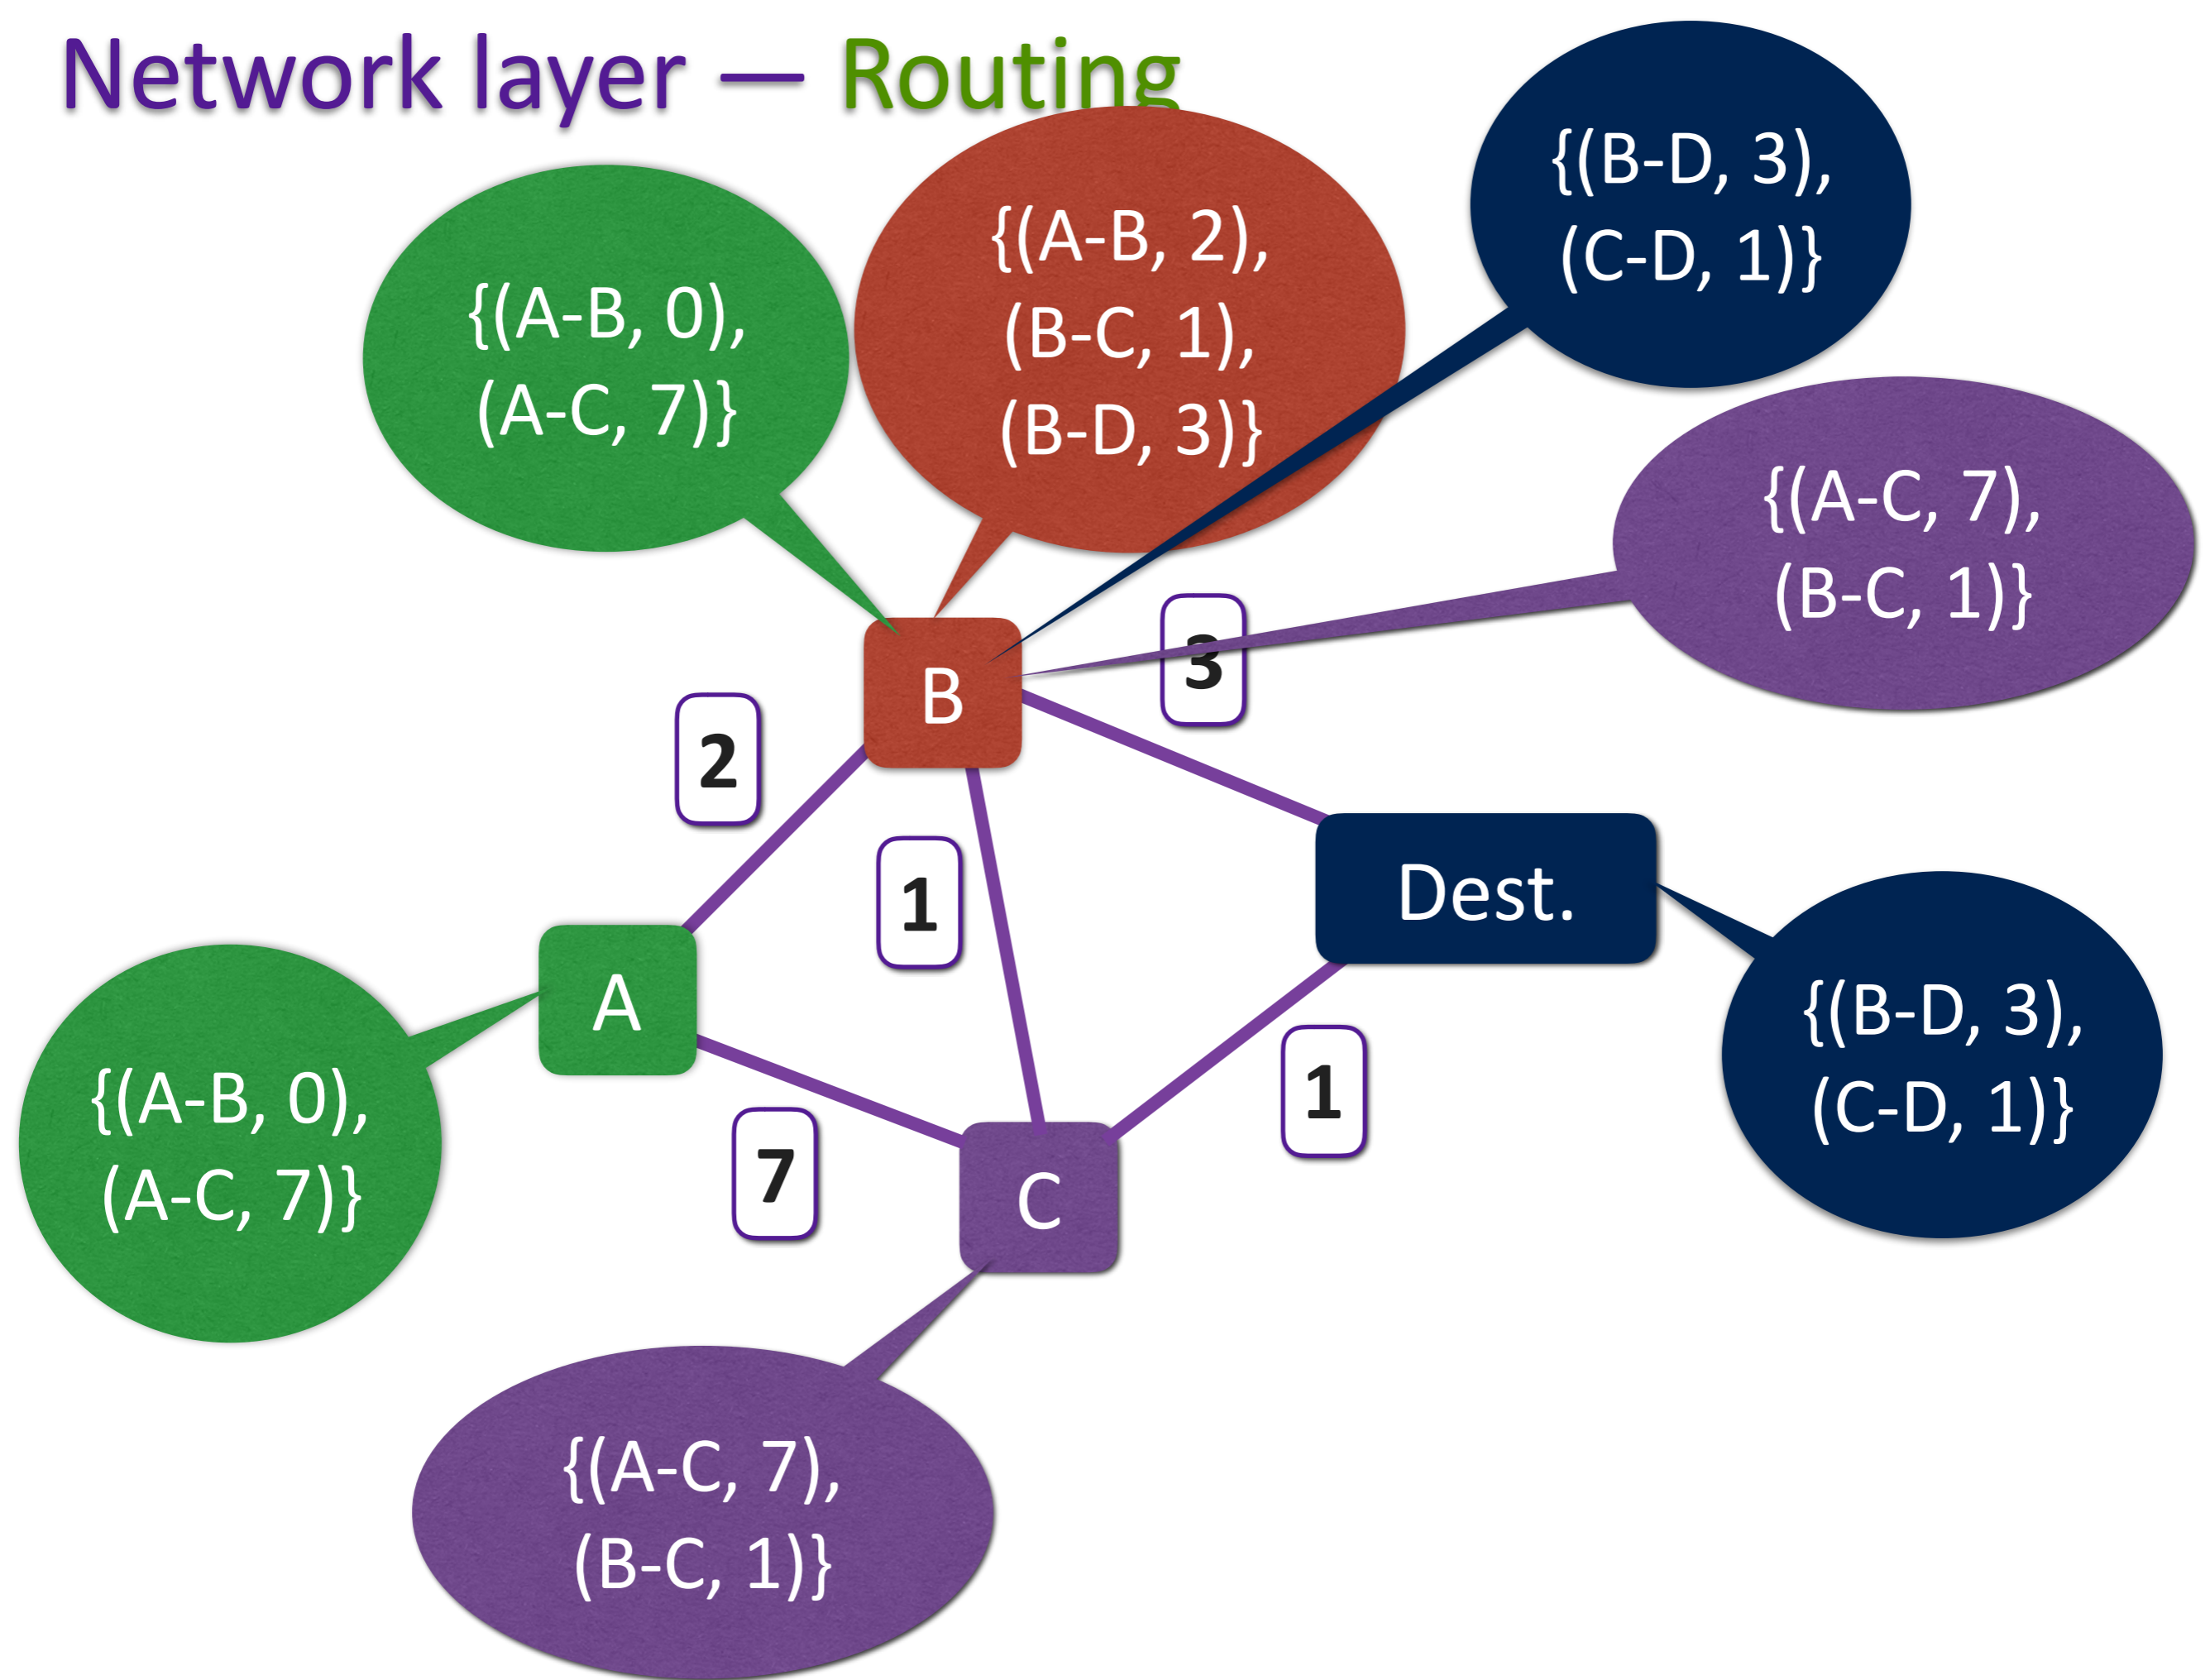 Network layer — Routing
{(B-D, 3),
(C-D, 1)}
{(A-B, 2),
(B-C, 1),
(B-D, 3)}
{(A-B, 0),
(A-C, 7)}
{(A-C, 7),
(B-C, 1)}
3
B
2
1
Dest.
A
{(B-D, 3),
(C-D, 1)}
{(A-B, 0),
(A-C, 7)}
1
7
C
{(A-C, 7),
(B-C, 1)}